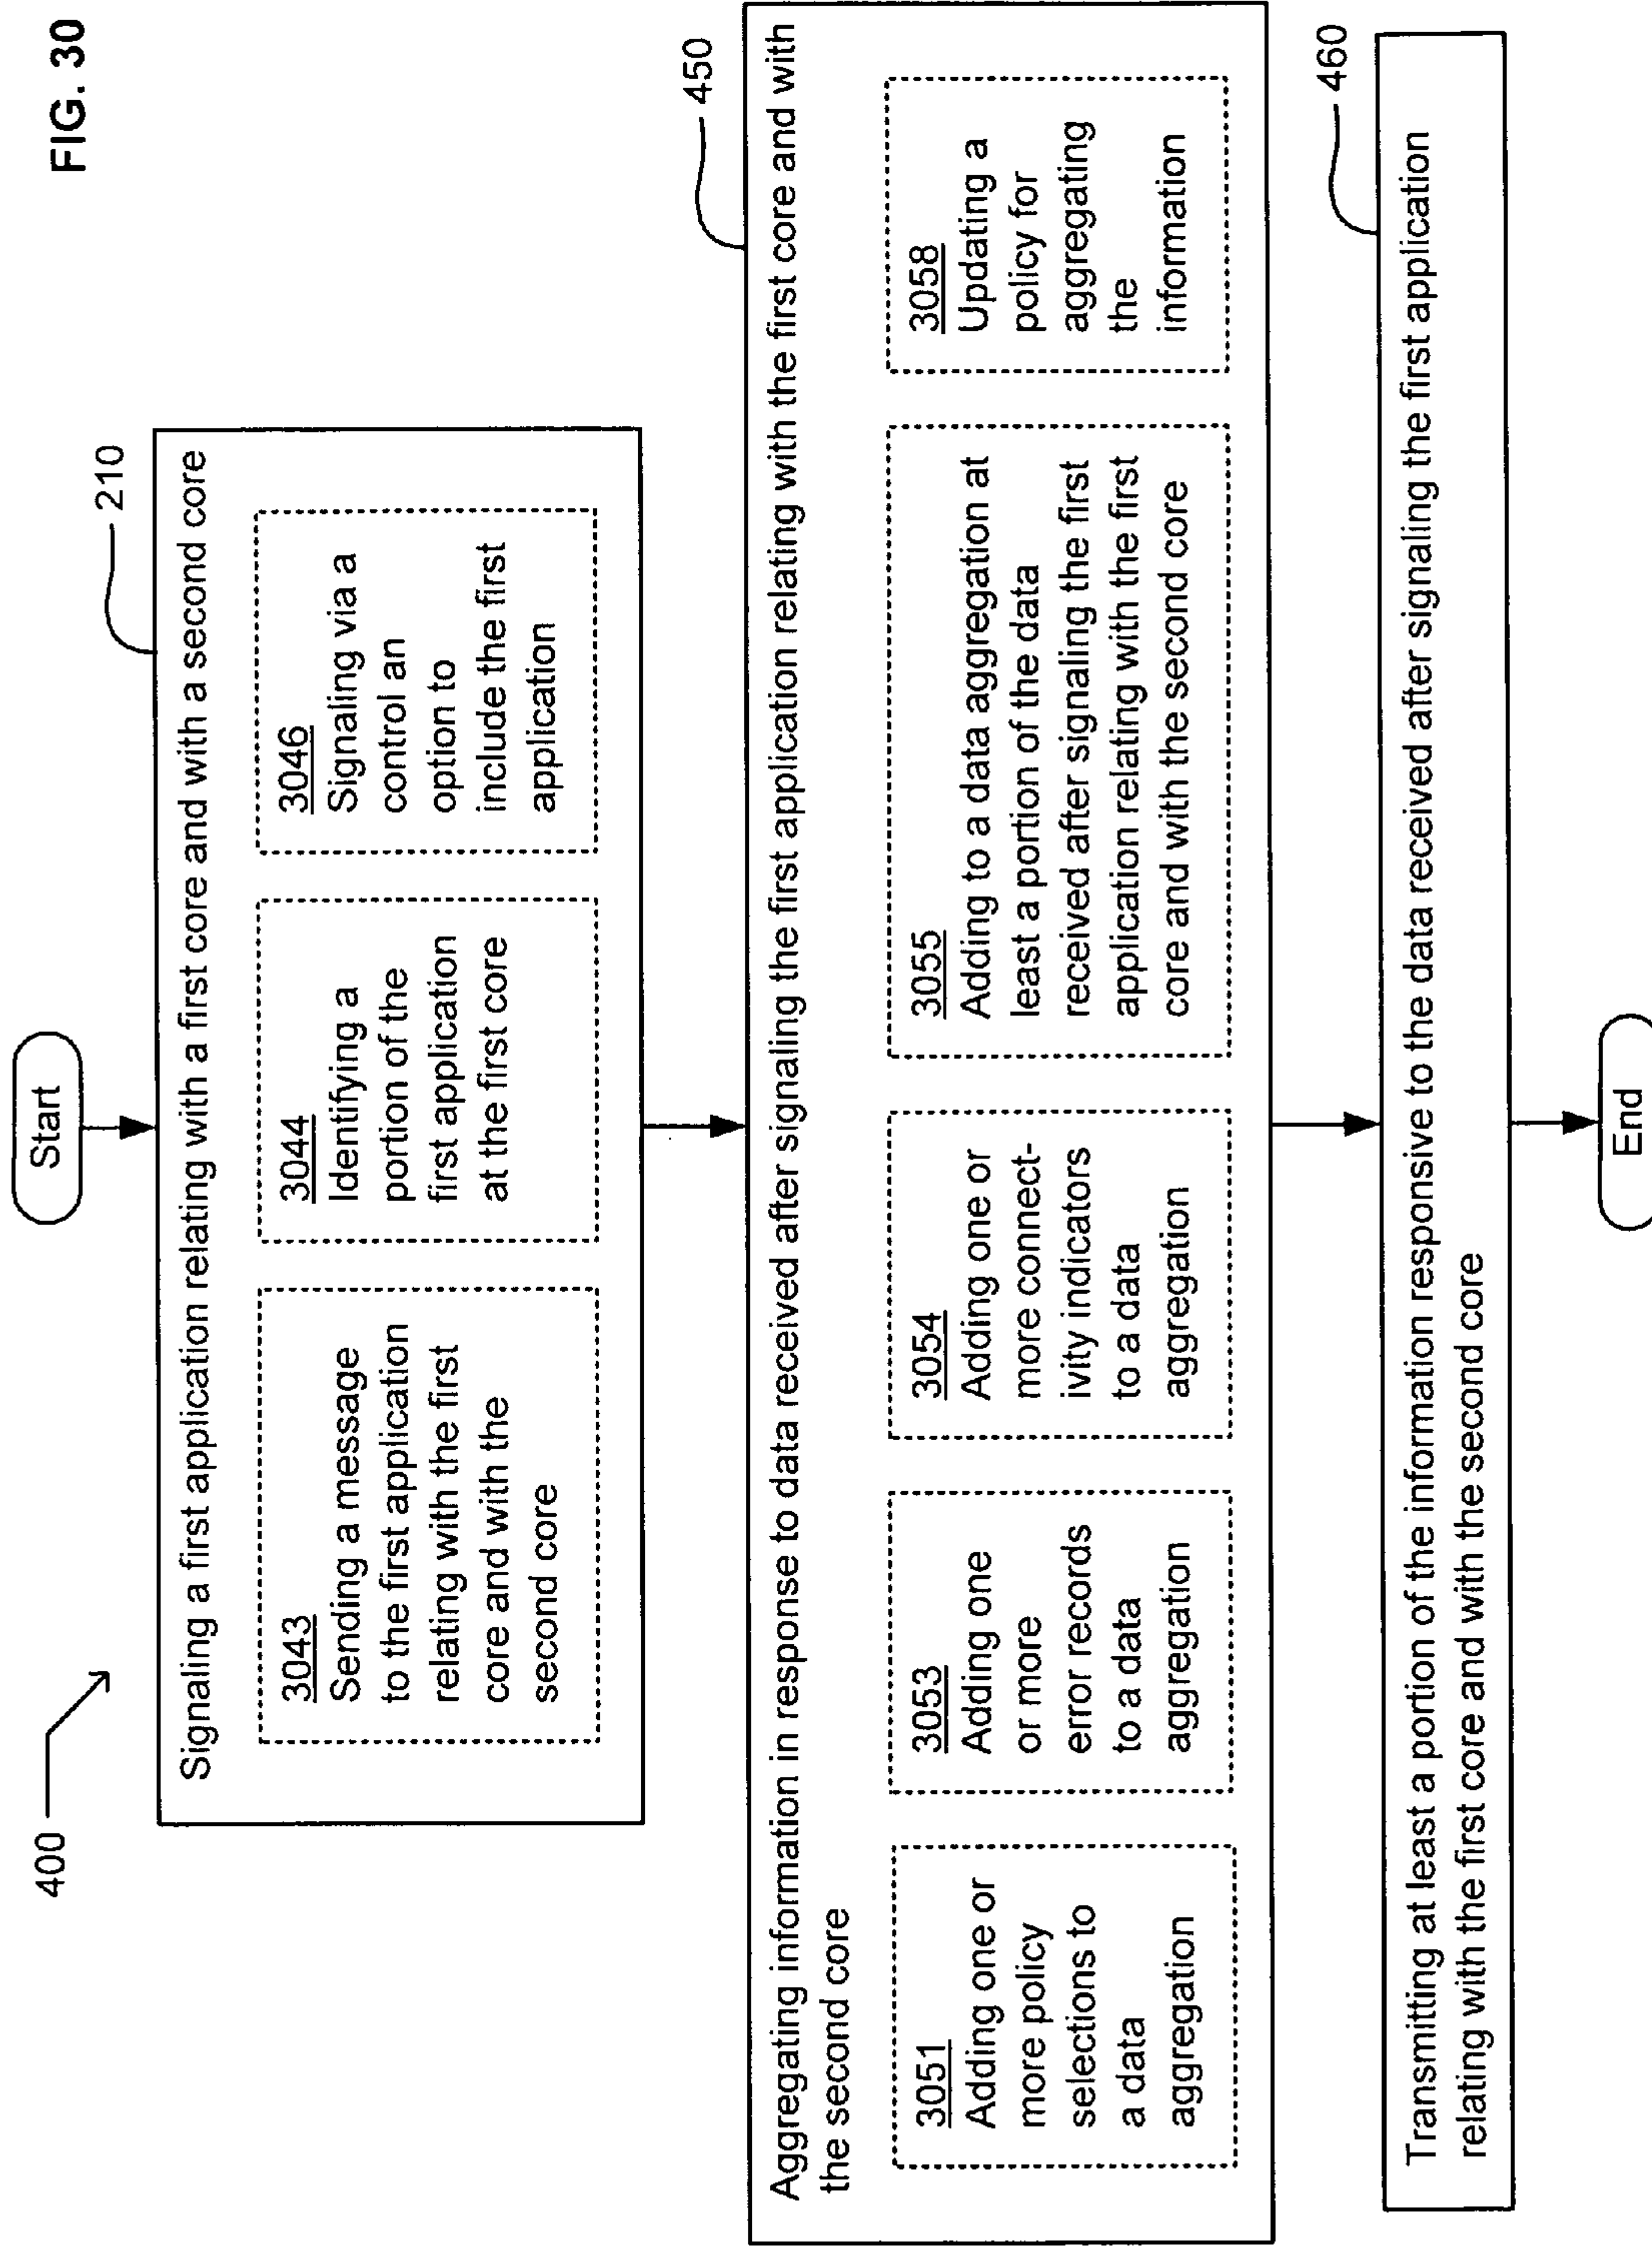 FIG. 30
400
Start
210
Signaling a first application relating with a first core and with a second core
3043
Sending a message
to the first application
relating with the first
core and with the
second core
3044
Identifying a
portion of the
first application
at the first core
3046
Signaling via a
control an
option to
include the first
application
450
Aggregating information in response to data received after signaling the first application relating with the first core and with
the second core
3051
Adding one or
more policy
selections to
a data
aggregation
3053
Adding one
or more
error records
to a data
aggregation
3054
Adding one or
more connect-
ivity indicators
to a data
aggregation
3055
Adding to a data aggregation at
least a portion of the data
received after signaling the first
application relating with the first
core and with the second core
3058
Updating a
policy for
aggregating
the
information
460
Transmitting at least a portion of the information responsive to the data received after signaling the first application
relating with the first core and with the second core
End